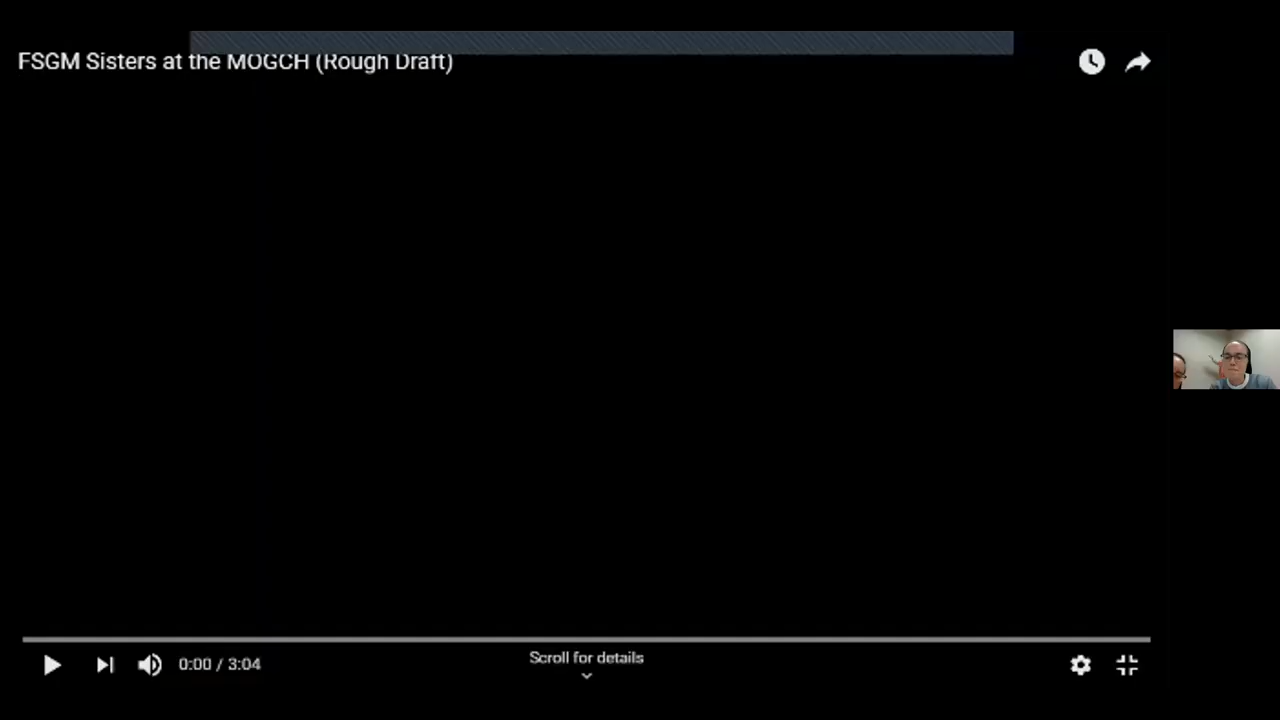 FSGM Sisters at the MOGCH (Rough Draft)
0:00 / 3:04
Scroll for details